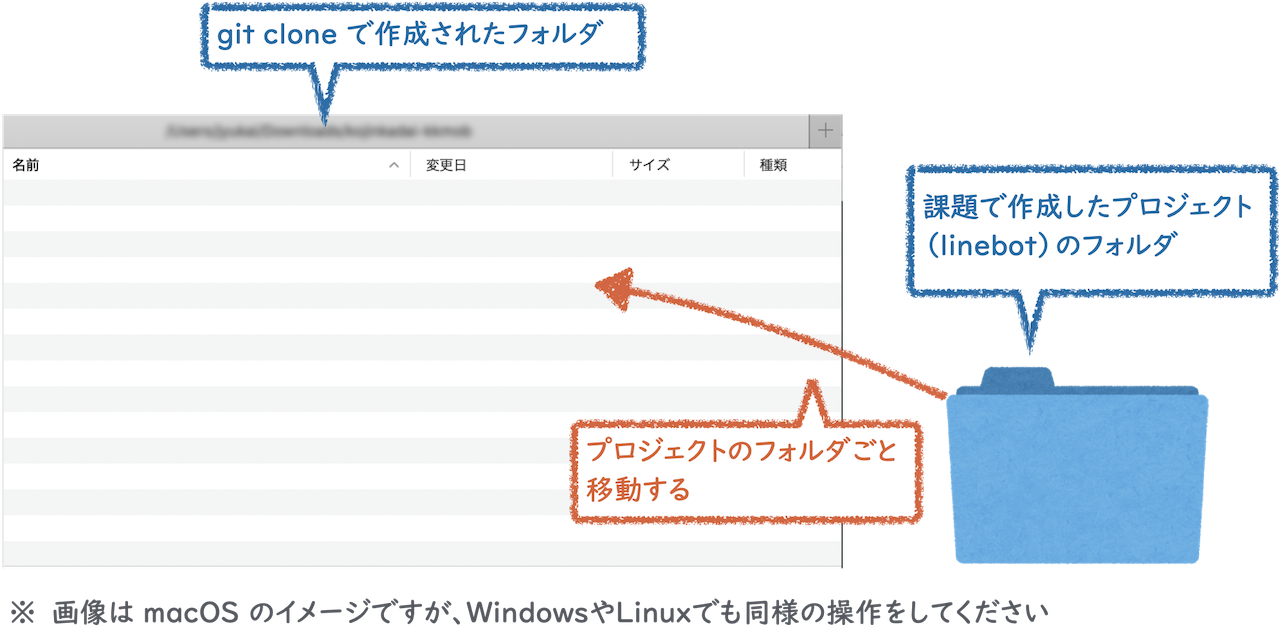 git clone で作成されたフォルダ
名前
変更日
サイズ
種類
課題で作成したプロジェクト
（linebot）のフォルダ
プロジェクトのフォルダごと
移動する
※ 画像は macOS のイメージですが、WindowsやLinuxでも同様の操作をしてください